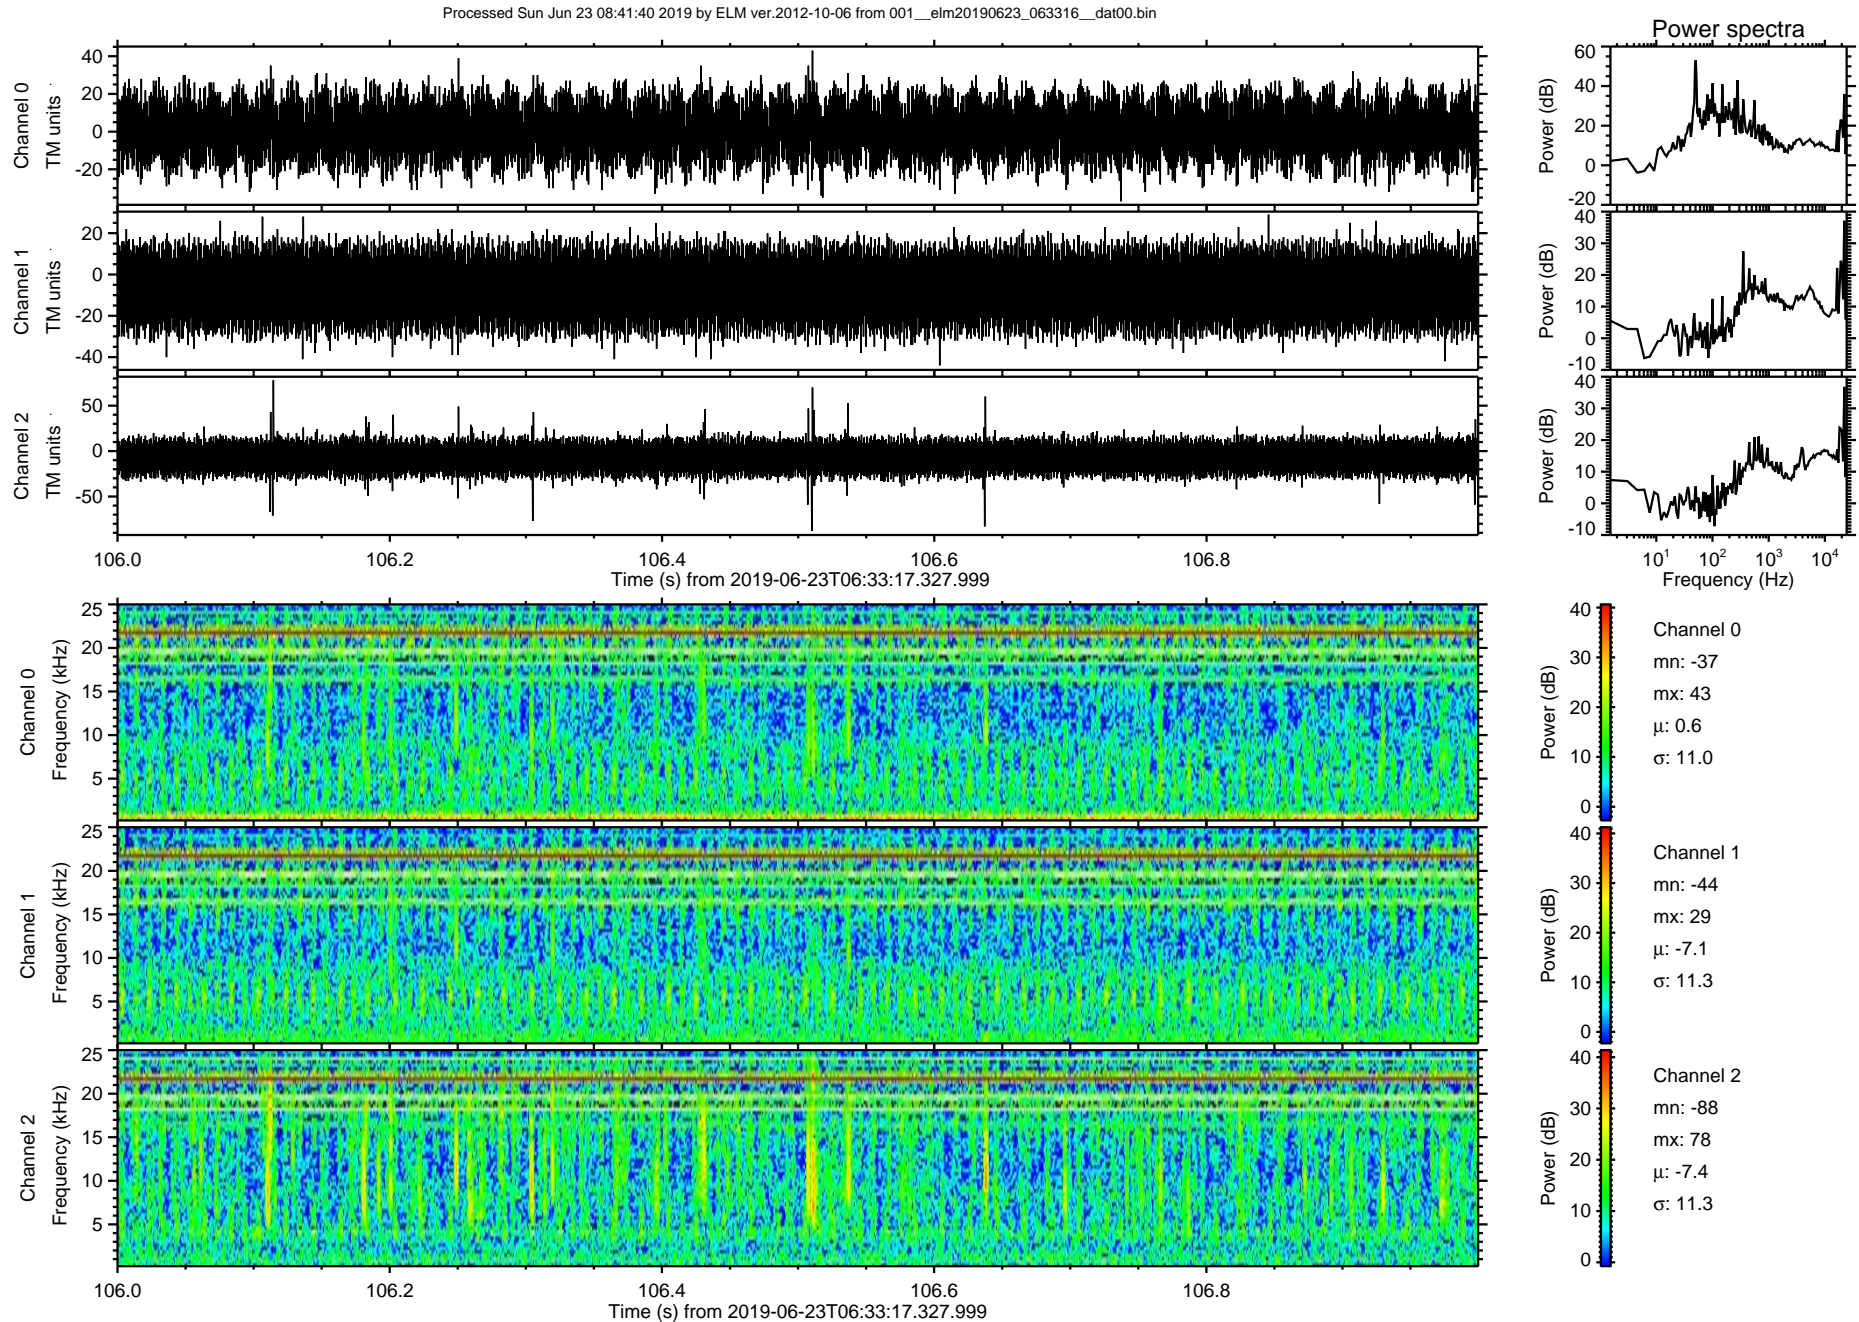 Processed Sun Jun 23 08:41:40 2019 by ELM ver.2012-10-06 from 001__elm20190623_063316__dat00.bin
Power spectra
Channel 0
TM units
40
20
0
-20
Power (dB)
60
40
20
0
-20
Channel 1
TM units
20
0
-20
-40
Power (dB)
40
30
20
10
0
-10
Channel 2
TM units
50
0
-50
Power (dB)
40
30
20
10
0
-10
106.0 106.2 106.4 106.6 106.8
Time (s) from 2019-06-23T06:33:17.327.999
10^1 10^2 10^3 10^4
Frequency (Hz)
Channel 0
Frequency (kHz)
25
20
15
10
5
Power (dB)
40
30
20
10
0
Channel 0
mn: -37
mx: 43
μ: 0.6
σ: 11.0
Channel 1
Frequency (kHz)
25
20
15
10
5
Power (dB)
40
30
20
10
0
Channel 1
mn: -44
mx: 29
μ: -7.1
σ: 11.3
Channel 2
Frequency (kHz)
25
20
15
10
5
Power (dB)
40
30
20
10
0
Channel 2
mn: -88
mx: 78
μ: -7.4
σ: 11.3
106.0 106.2 106.4 106.6 106.8
Time (s) from 2019-06-23T06:33:17.327.999